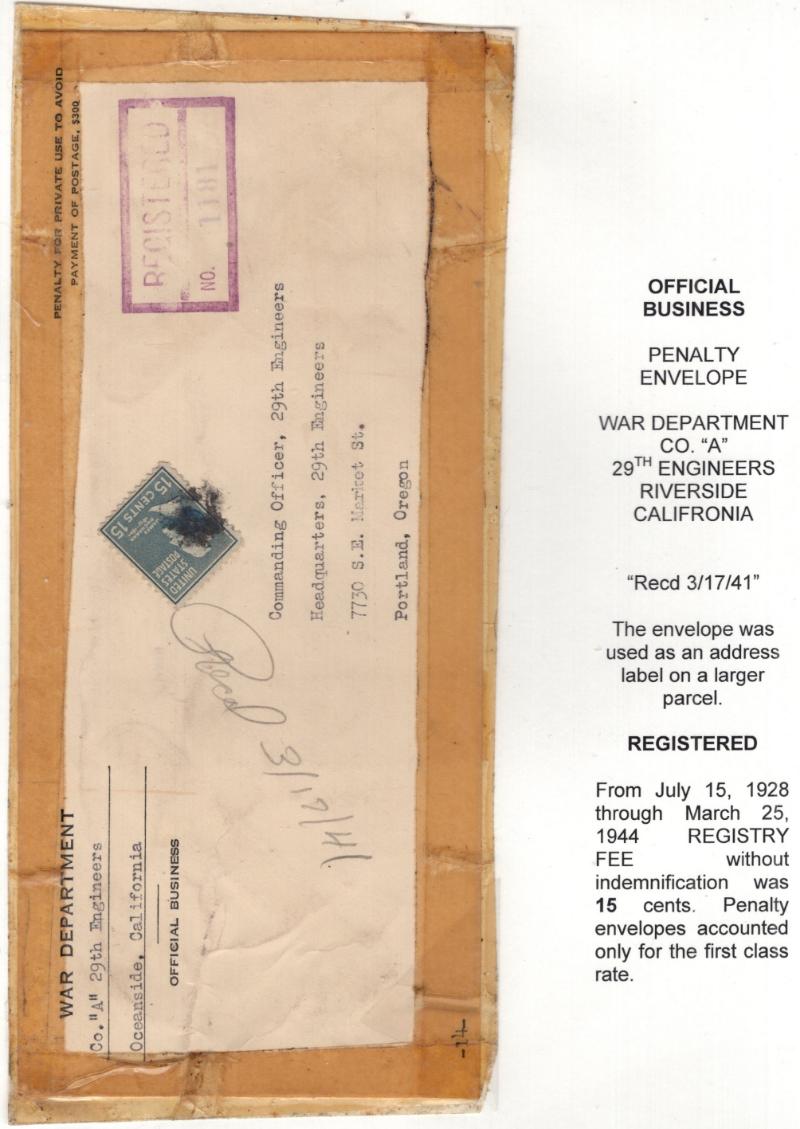 WAR DEPARTMENT
Co. "A" 29th Engineers
Oceanside, California
OFFICIAL BUSINESS
PENALTY FOR PRIVATE USE TO AVOID
PAYMENT OF POSTAGE, $300
REGISTERED
NO. 1181
UNITED
STATES
POSTAGE
15 CENTS 15
Recd 3/17/41
Commanding Officer, 29th Engineers
Headquarters, 29th Engineers
7730 S.E. Market St.
Portland, Oregon
-14-
OFFICIAL
BUSINESS
PENALTY
ENVELOPE
WAR DEPARTMENT
CO. “A”
29TH ENGINEERS
RIVERSIDE
CALIFRONIA
“Recd 3/17/41”
The envelope was
used as an address
label on a larger
parcel.
REGISTERED
From July 15, 1928
through March 25,
1944 REGISTRY
FEE without
indemnification was
15 cents. Penalty
envelopes accounted
only for the first class
rate.